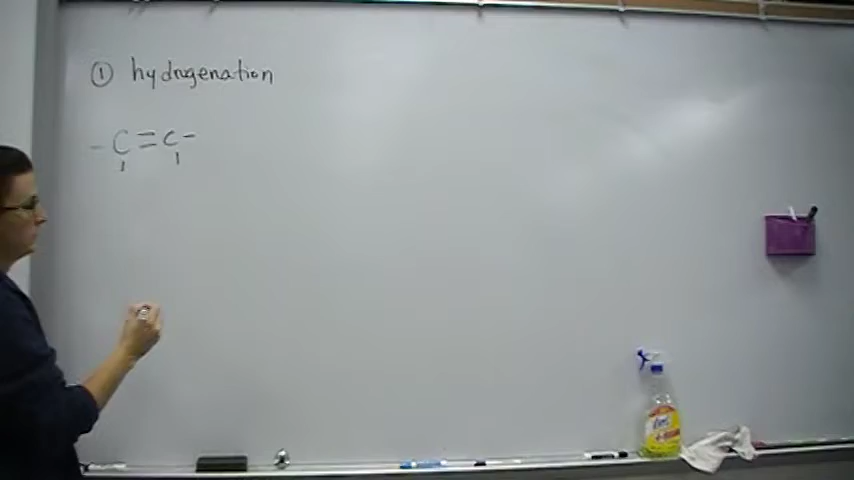 ① hydrogenation
- C = C -